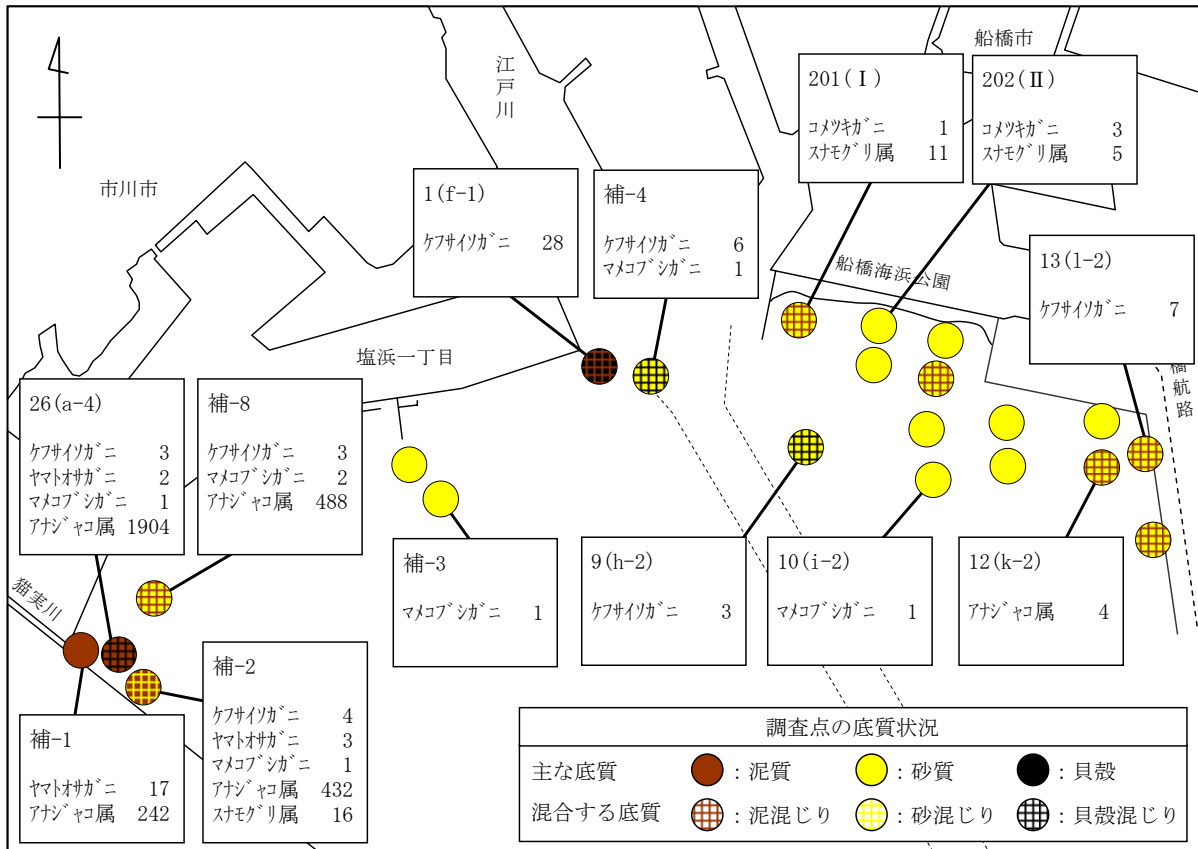 船橋市
江戸川
市川市
201(Ⅰ)
コメツキガニ 1
スナモグリ属 11
202(Ⅱ)
コメツキガニ 3
スナモグリ属 5
1(f-1)
ケフサイソガニ 28
補-4
ケフサイソガニ 6
マメコブシガニ 1
船橋海浜公園
13(l-2)
ケフサイソガニ 7
橋航路
塩浜一丁目
26(a-4)
ケフサイソガニ 3
ヤマトオサガニ 2
マメコブシガニ 1
アナジャコ属 1904
補-8
ケフサイソガニ 3
マメコブシガニ 2
アナジャコ属 488
補-3
マメコブシガニ 1
9(h-2)
ケフサイソガニ 3
10(i-2)
マメコブシガニ 1
12(k-2)
アナジャコ属 4
猫実川
補-2
ケフサイソガニ 4
ヤマトオサガニ 3
マメコブシガニ 1
アナジャコ属 432
スナモグリ属 16
補-1
ヤマトオサガニ 17
アナジャコ属 242
調査点の底質状況
主な底質 :泥質 :砂質 :貝殻
混合する底質 :泥混じり :砂混じり :貝殻混じり